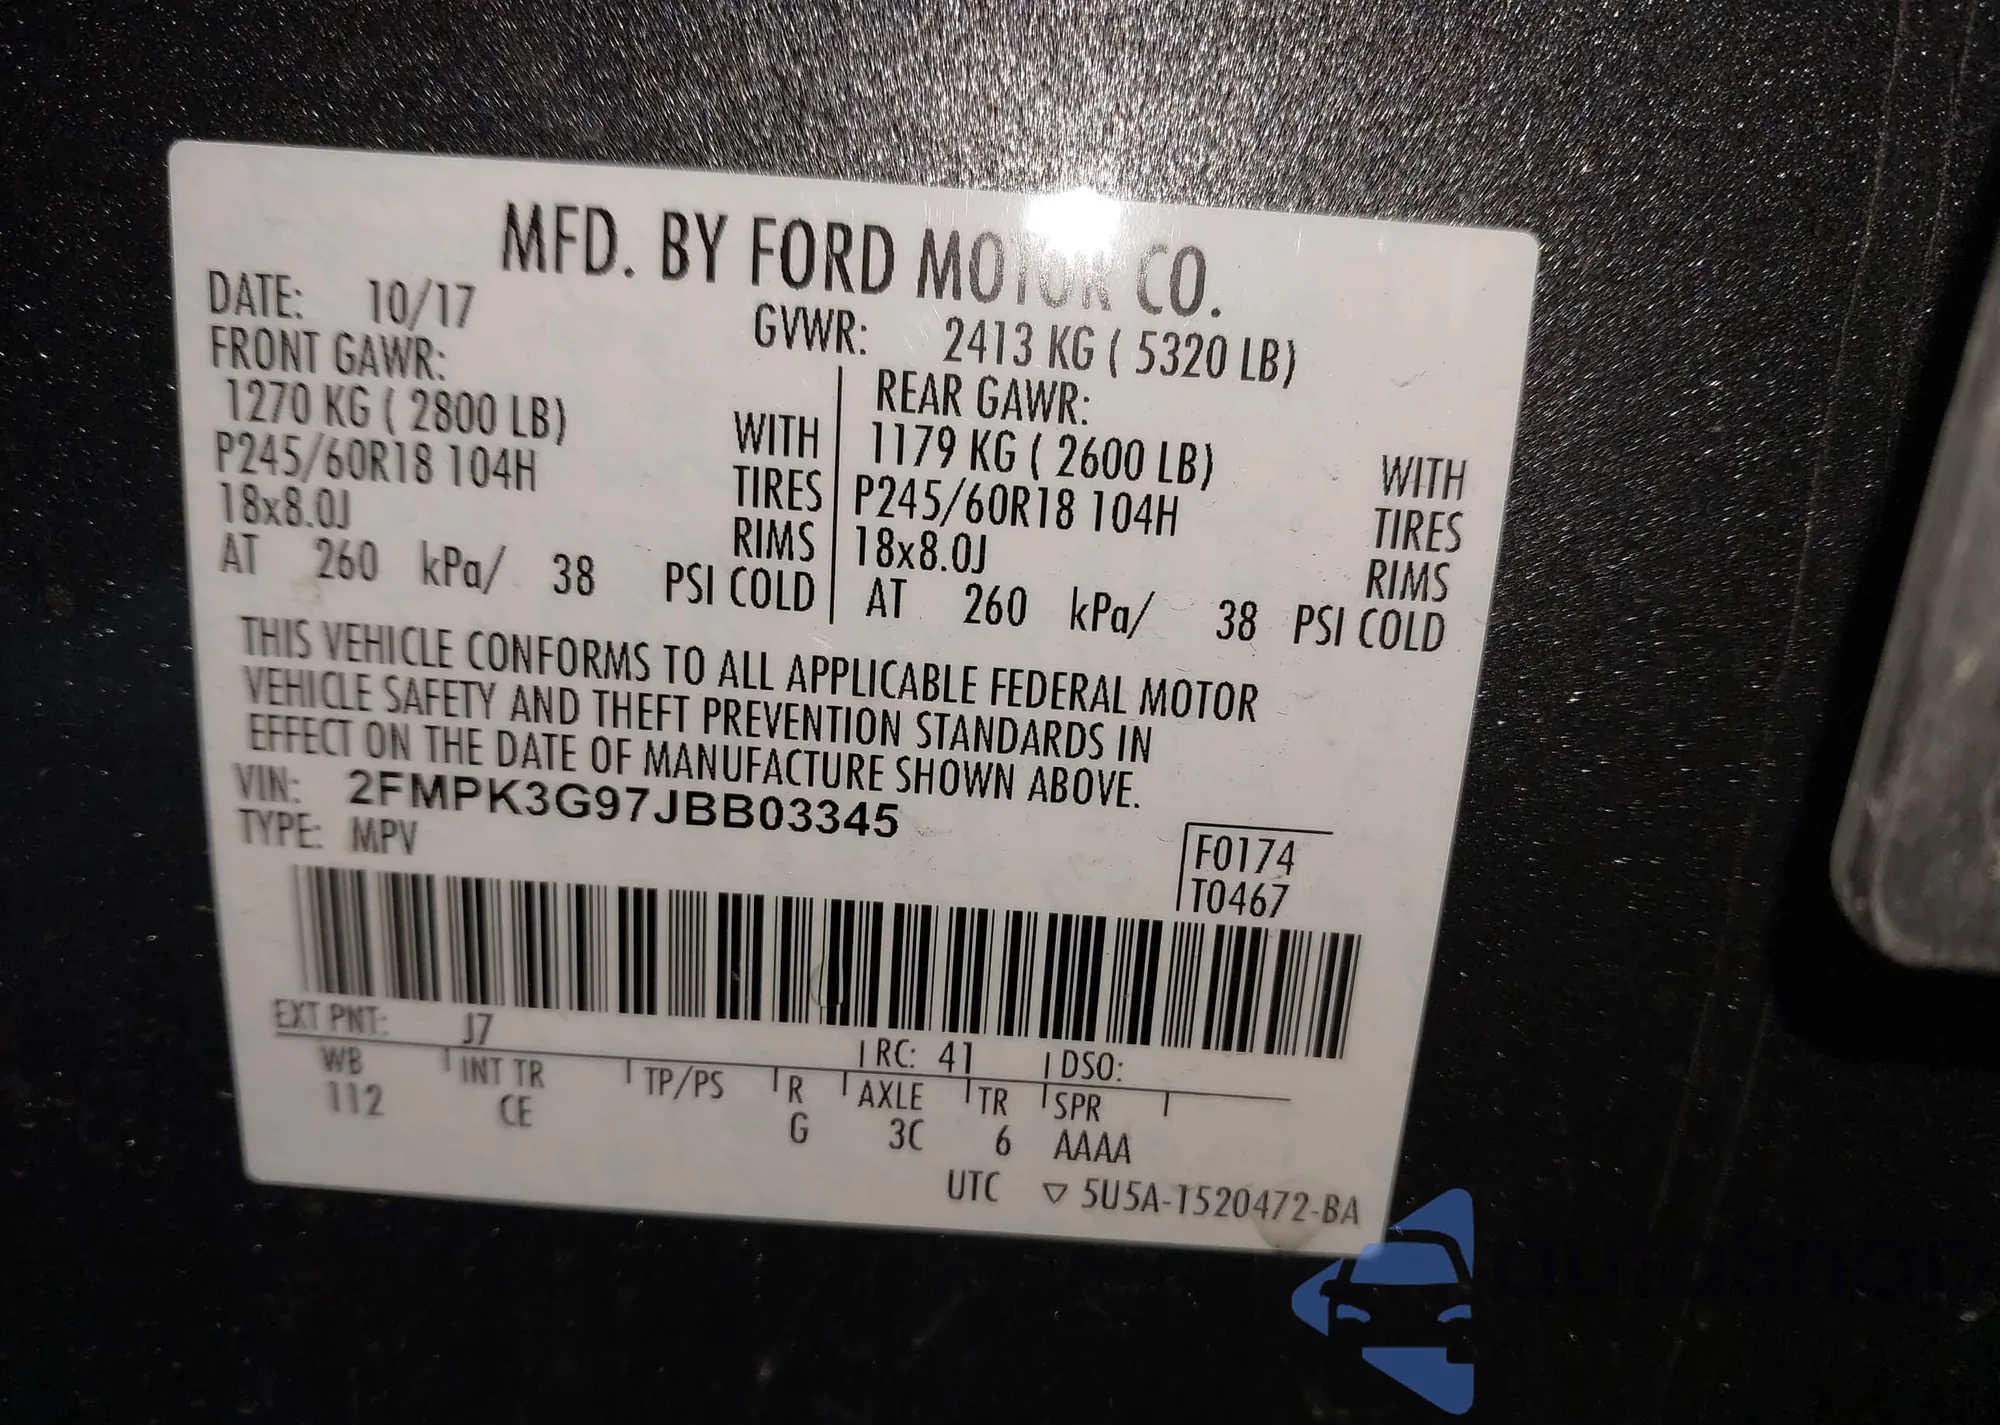 MFD. BY FORD MOTOR CO.
DATE: 10/17 GVWR: 2413 KG ( 5320 LB)
FRONT GAWR: REAR GAWR:
1270 KG ( 2800 LB) WITH 1179 KG ( 2600 LB) WITH
P245/60R18 104H TIRES P245/60R18 104H TIRES
18x8.0J RIMS 18x8.0J RIMS
AT 260 kPa/ 38 PSI COLD AT 260 kPa/ 38 PSI COLD
THIS VEHICLE CONFORMS TO ALL APPLICABLE FEDERAL MOTOR
VEHICLE SAFETY AND THEFT PREVENTION STANDARDS IN
EFFECT ON THE DATE OF MANUFACTURE SHOWN ABOVE.
VIN: 2FMPK3G97JBB03345
TYPE: MPV
F0174
T0467
EXT PNT: J7 RC: 41 DSO:
WB INT TR TP/PS R AXLE TR SPR
112 CE G 3C 6 AAAA
UTC ▽ 5U5A-1520472-BA